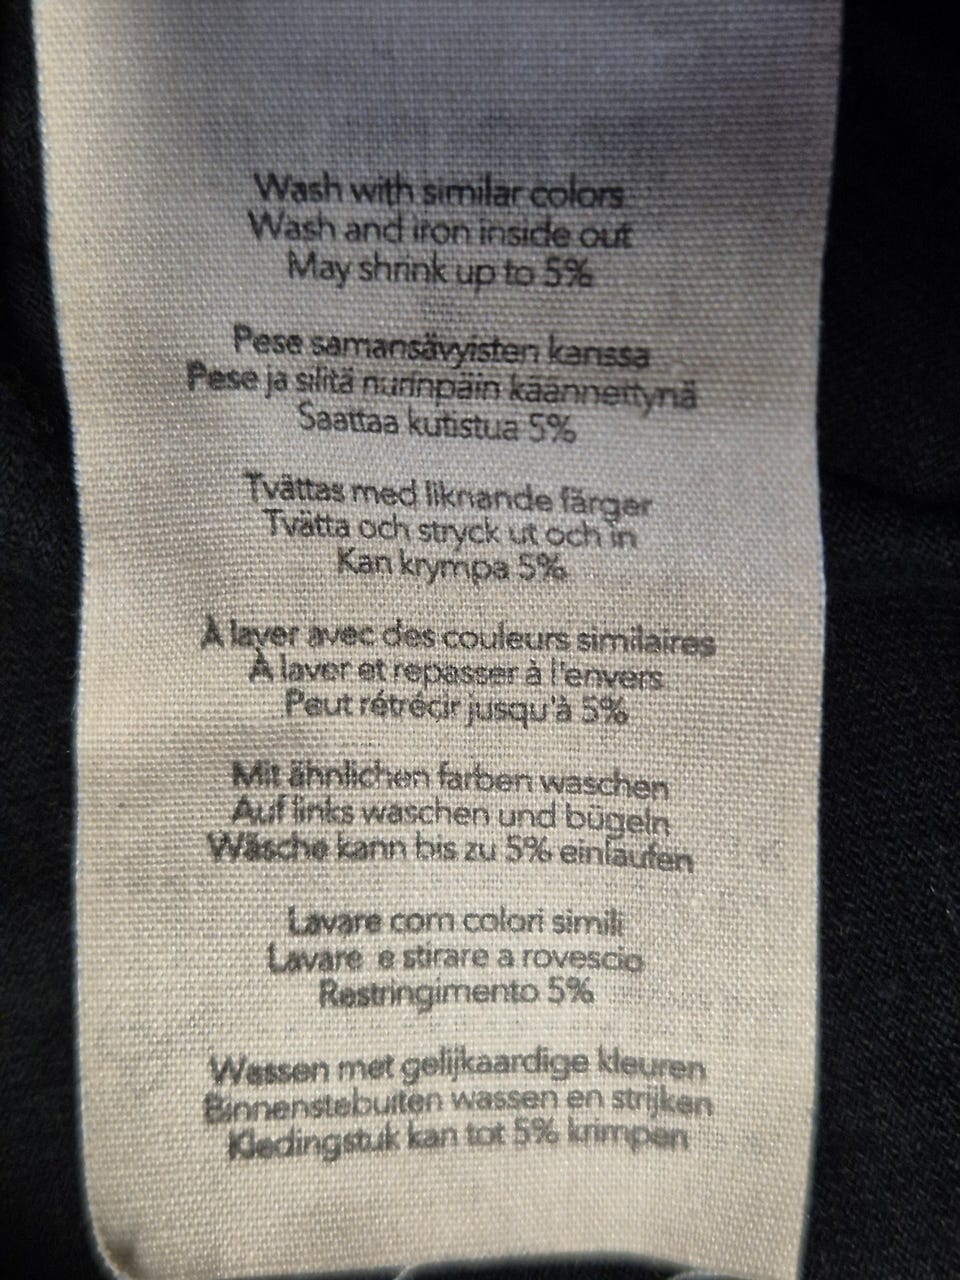 Wash with similar colors
Wash and iron inside out
May shrink up to 5%
Pese samansävyisten kanssa
Pese ja silitä nurinpäin käännettynä
Saattaa kutistua 5%
Tvättas med liknande färger
Tvätta och stryck ut och in
Kan krympa 5%
À laver avec des couleurs similaires
À laver et repasser à l'envers
Peut rétrécir jusqu'à 5%
Mit ähnlichen farben waschen
Auf links waschen und bügeln
Wäsche kann bis zu 5% einlaufen
Lavare com colori simili
Lavare e stirare a rovescio
Restringimento 5%
Wassen met gelijkaardige kleuren
Binnenstebuiten wassen en strijken
Kledingstuk kan tot 5% krimpen